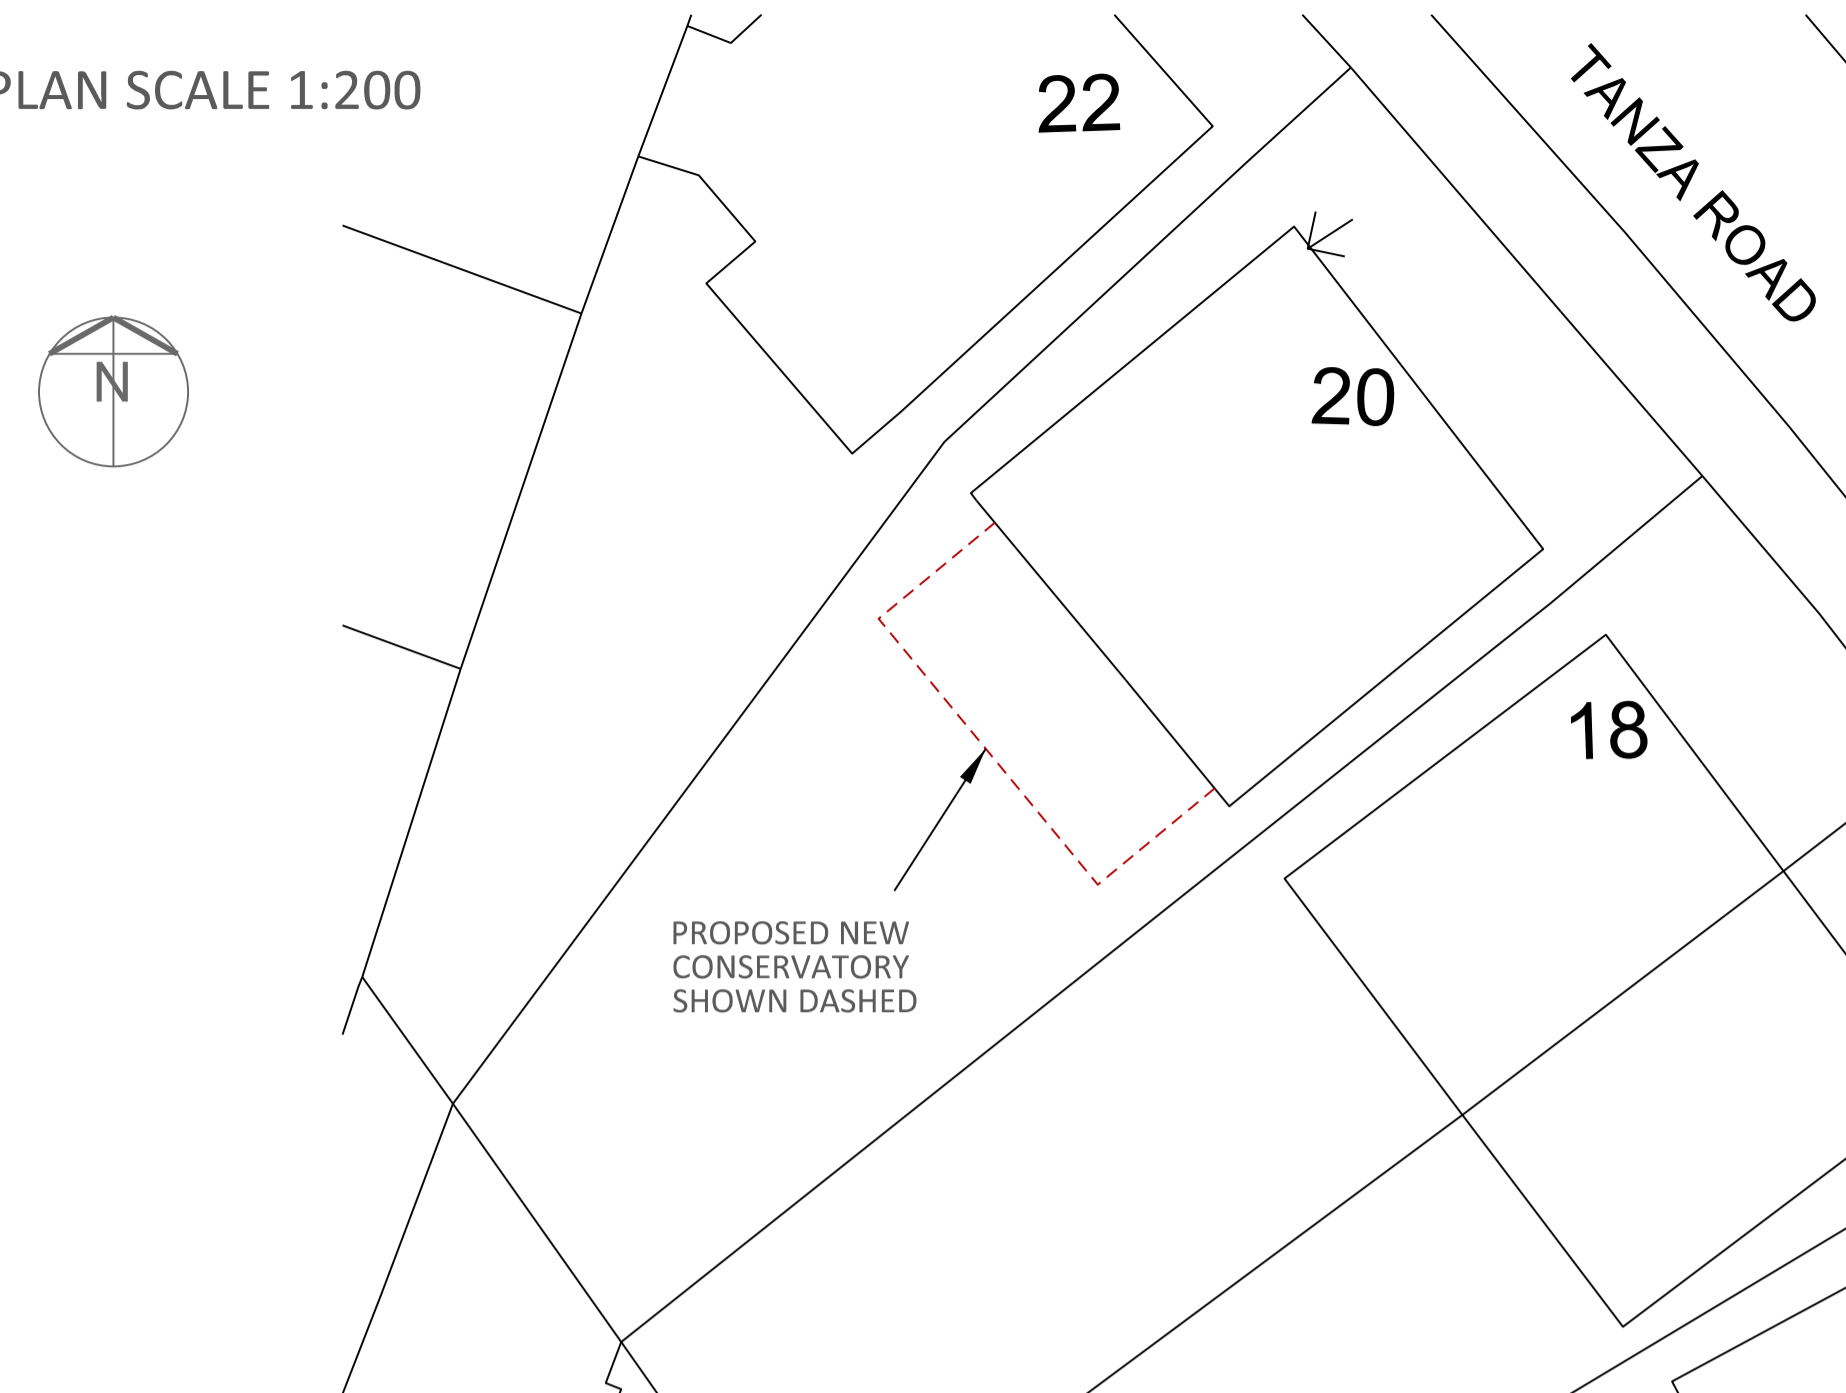 PLAN SCALE 1:200
22
TANZA ROAD
N
20
18
PROPOSED NEW
CONSERVATORY
SHOWN DASHED